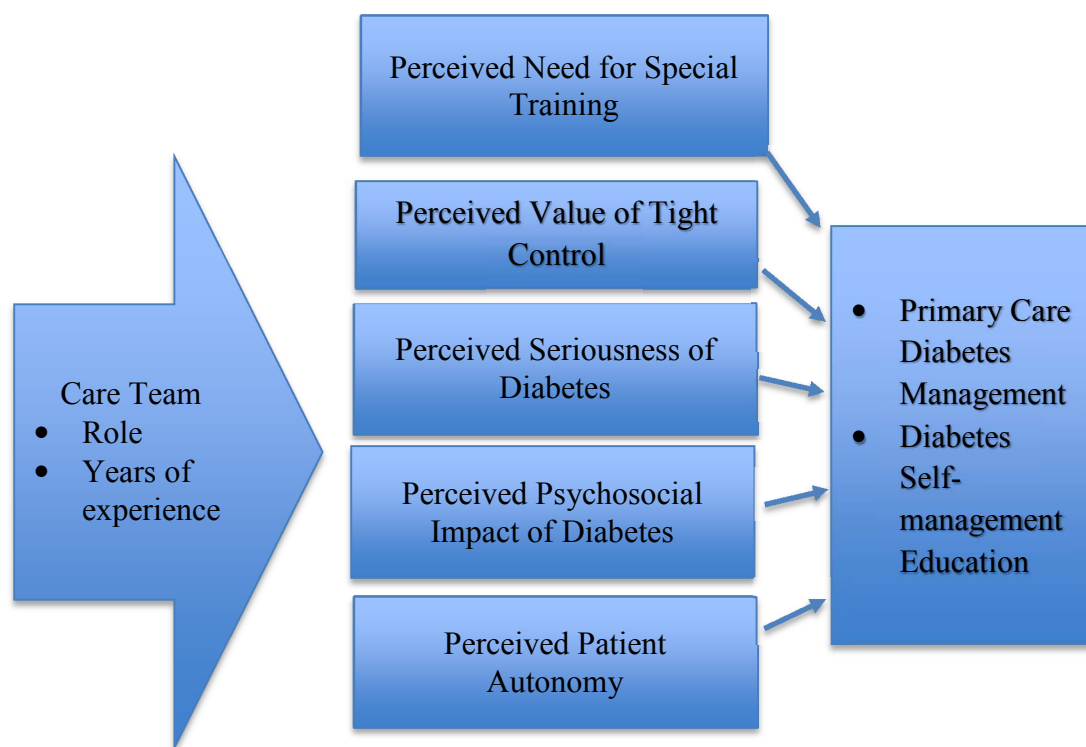 Care Team
• Role
• Years of
experience
Perceived Need for Special
Training
Perceived Value of Tight
Control
Perceived Seriousness of
Diabetes
Perceived Psychosocial
Impact of Diabetes
Perceived Patient
Autonomy
• Primary Care
Diabetes
Management
• Diabetes
Self-
management
Education